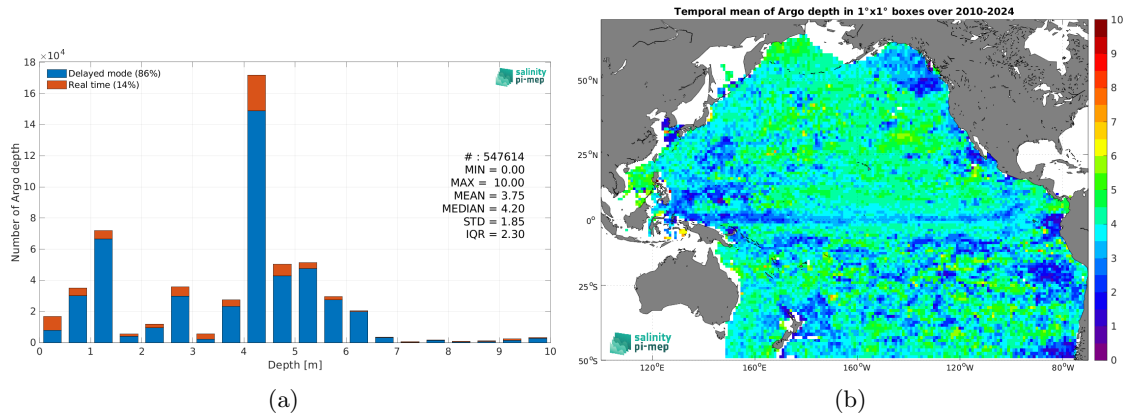 ×10^4
18
16
14
12
10
8
6
4
2
0
Number of Argo depth
Delayed mode (86%)
Real time (14%)
salinity
pi-mep
# : 547614
MIN = 0.00
MAX = 10.00
MEAN = 3.75
MEDIAN = 4.20
STD = 1.85
IQR = 2.30
0 1 2 3 4 5 6 7 8 9 10
Depth [m]
(a)
Temporal mean of Argo depth in 1°x1° boxes over 2010-2024
50°N
25°N
0°
25°S
50°S
120°E 160°E 160°W 120°W 80°W
salinity
pi-mep
10
9
8
7
6
5
4
3
2
1
0
(b)